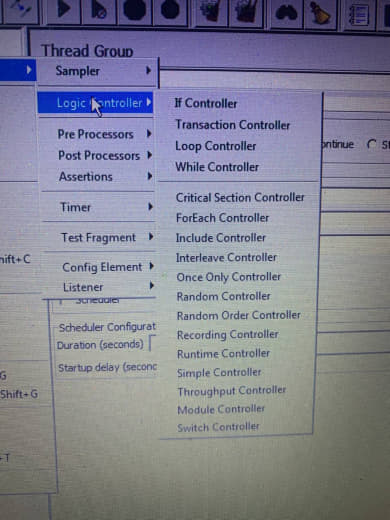 Thread Group
Sampler
Logic Controller
Pre Processors
Post Processors
Assertions
Timer
Test Fragment
Config Element
Listener
If Controller
Transaction Controller
Loop Controller
While Controller
Critical Section Controller
ForEach Controller
Include Controller
Interleave Controller
Once Only Controller
Random Controller
Random Order Controller
Recording Controller
Runtime Controller
Simple Controller
Throughput Controller
Module Controller
Switch Controller
ontinue
St
hift+C
Scheduler
Scheduler Configurat
Duration (seconds)
Startup delay (secon
G
Shift+G
+T